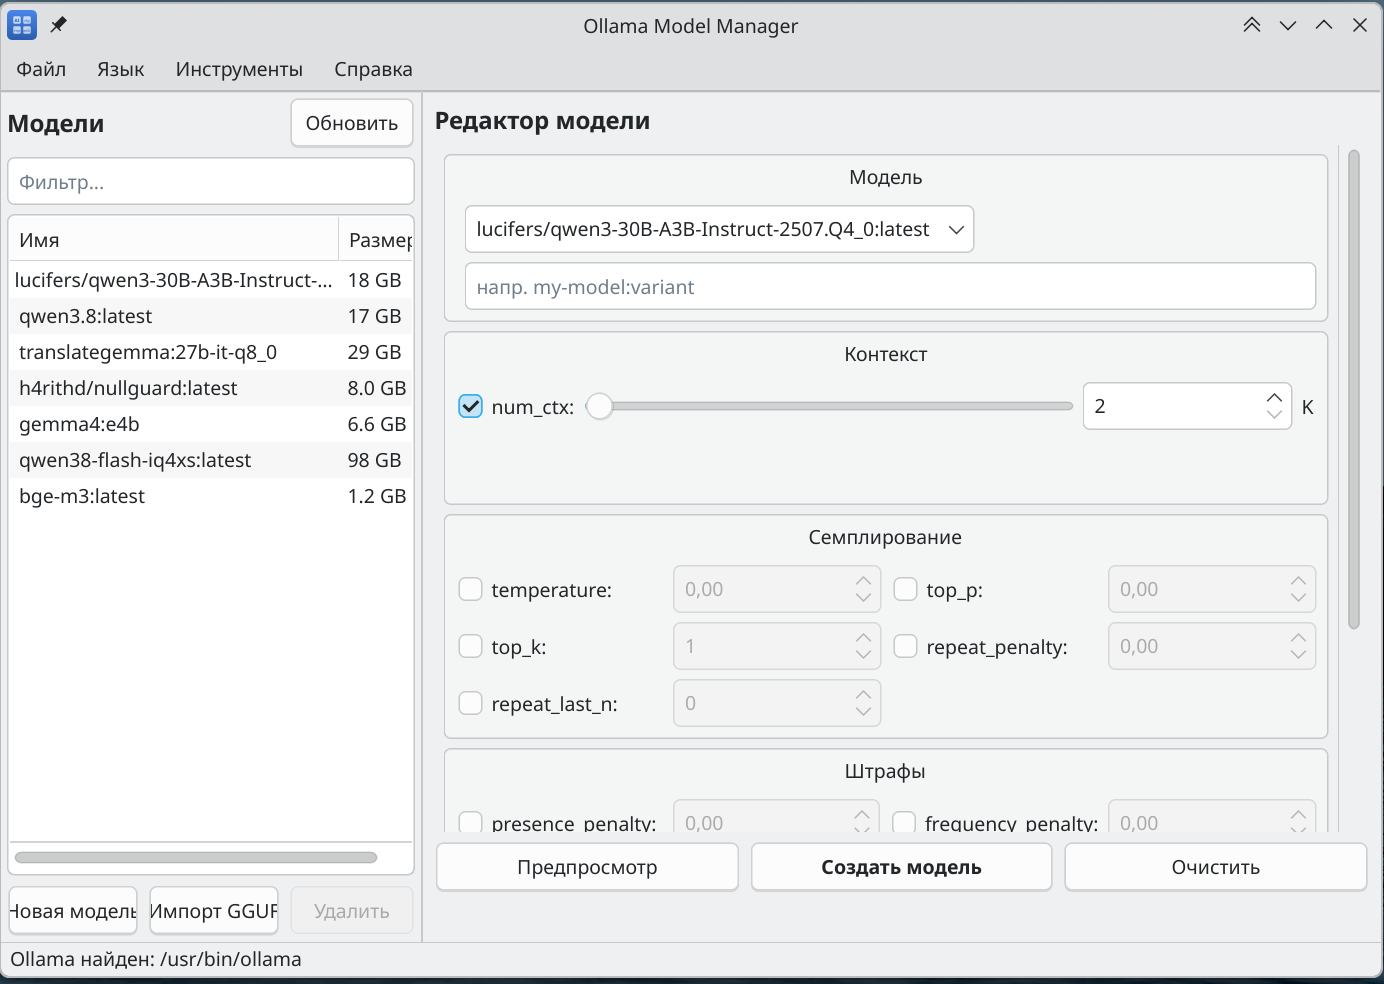 Ollama Model Manager
Файл Язык Инструменты Справка
Модели
Обновить
Фильтр...
Имя Размер
lucifers/qwen3-30B-A3B-Instruct-... 18 GB
qwen3.8:latest 17 GB
translategemma:27b-it-q8_0 29 GB
h4rithd/nullguard:latest 8.0 GB
gemma4:e4b 6.6 GB
qwen38-flash-iq4xs:latest 98 GB
bge-m3:latest 1.2 GB
Новая модель Импорт GGUF Удалить
Редактор модели
Модель
lucifers/qwen3-30B-A3B-Instruct-2507.Q4_0:latest
напр. my-model:variant
Контекст
num_ctx: 2 K
Семплирование
temperature: 0,00 top_p: 0,00
top_k: 1 repeat_penalty: 0,00
repeat_last_n: 0
Штрафы
presence_penalty: 0,00 frequency_penalty: 0,00
Предпросмотр Создать модель Очистить
Ollama найден: /usr/bin/ollama